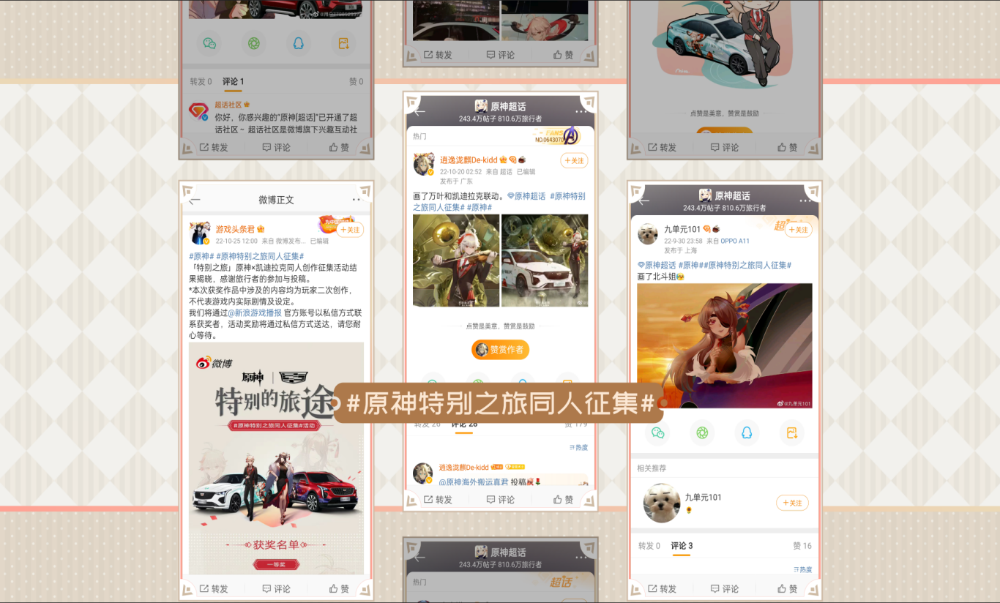 转发 0 评论 1 赞 0
超话社区
你好，你感兴趣的“原神[超话]”已开通了超
话社区 ~ 超话社区是微博旗下兴趣互动社
转发 评论 赞
微博正文
游戏头条君
+关注
22-10-25 12:00 来自 微博发布... 已编辑
#原神# #原神特别之旅同人征集#
「特别之旅」原神×凯迪拉克同人创作征集活动结
果揭晓，感谢旅行者的参加与投稿。
*本次获奖作品中涉及的内容均为玩家二次创作，
不代表游戏内实际剧情及设定。
我们将通过@新浪游戏播报 官方账号以私信方式联
系获奖者，活动奖励将通过私信方式送达，请您耐
心等待。
微博
原神
特别的旅途
#原神特别之旅同人征集#活动
获奖名单
一等奖
转发 评论 赞
转发 评论 赞
原神超话
243.4万帖子 810.6万旅行者
热门
FANS
NO.0643070
逍逸泷麒De-kidd
+关注
22-10-20 02:52 来自 超话 已编辑
发布于 广东
画了万叶和凯迪拉克联动。原神超话 #原神特别
之旅同人征集# #原神#
点赞是美意，赞赏是鼓励
赞赏作者
#原神特别之旅同人征集#
转发 26 评论 28 赞 179
热度
逍逸泷麒De-kidd
@原神海外搬运真君 投稿
转发 评论 赞
原神超话
243.4万帖子 810.6万旅行者
热门
超话
点赞是美意，赞赏是鼓励
转发 评论 赞
原神超话
243.4万帖子 810.6万旅行者
九单元101
超
+关注
22-9-30 23:58 来自 OPPO A11
发布于 上海
原神超话 #原神##原神特别之旅同人征集#
画了北斗姐
@九单元101
相关推荐
九单元101
+关注
转发 0 评论 3 赞 16
热度
转发 评论 赞